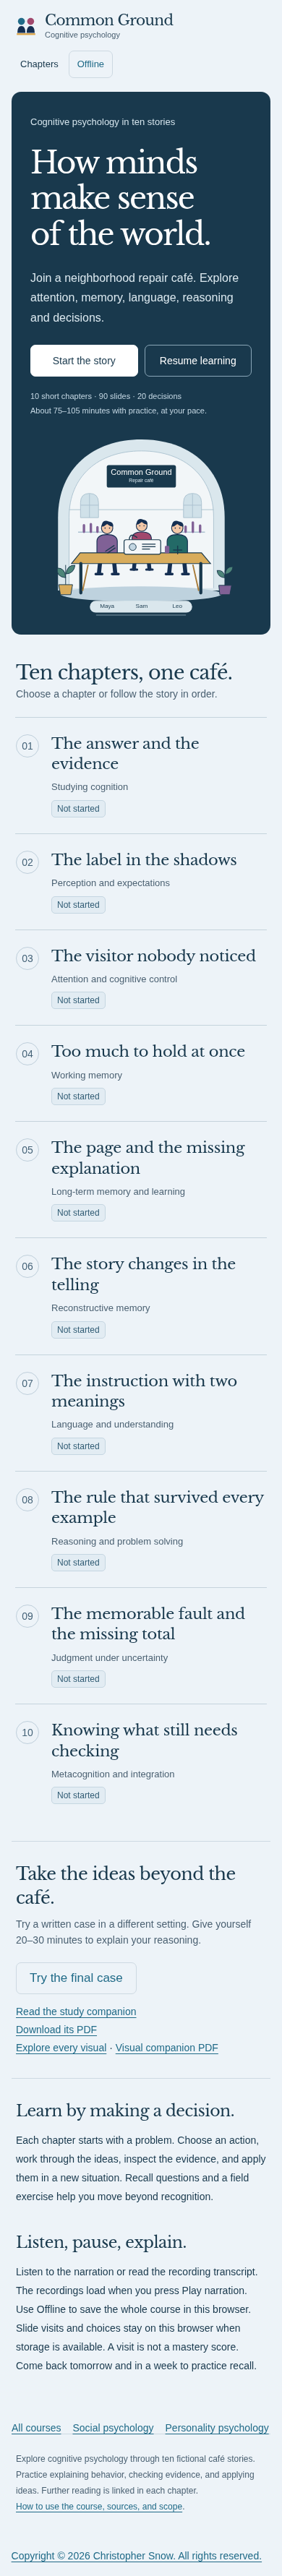 Common Ground
Cognitive psychology
Chapters
Offline
Cognitive psychology in ten stories
How minds
make sense
of the world.
Join a neighborhood repair café. Explore
attention, memory, language, reasoning
and decisions.
Start the story
Resume learning
10 short chapters · 90 slides · 20 decisions
About 75–105 minutes with practice, at your pace.
Common Ground
Repair café
Maya
Sam
Leo
Ten chapters, one café.
Choose a chapter or follow the story in order.
01
The answer and the
evidence
Studying cognition
Not started
02
The label in the shadows
Perception and expectations
Not started
03
The visitor nobody noticed
Attention and cognitive control
Not started
04
Too much to hold at once
Working memory
Not started
05
The page and the missing
explanation
Long-term memory and learning
Not started
06
The story changes in the
telling
Reconstructive memory
Not started
07
The instruction with two
meanings
Language and understanding
Not started
08
The rule that survived every
example
Reasoning and problem solving
Not started
09
The memorable fault and
the missing total
Judgment under uncertainty
Not started
10
Knowing what still needs
checking
Metacognition and integration
Not started
Take the ideas beyond the
café.
Try a written case in a different setting. Give yourself
20–30 minutes to explain your reasoning.
Try the final case
Read the study companion
Download its PDF
Explore every visual · Visual companion PDF
Learn by making a decision.
Each chapter starts with a problem. Choose an action,
work through the ideas, inspect the evidence, and apply
them in a new situation. Recall questions and a field
exercise help you move beyond recognition.
Listen, pause, explain.
Listen to the narration or read the recording transcript.
The recordings load when you press Play narration.
Use Offline to save the whole course in this browser.
Slide visits and choices stay on this browser when
storage is available. A visit is not a mastery score.
Come back tomorrow and in a week to practice recall.
All courses
Social psychology
Personality psychology
Explore cognitive psychology through ten fictional café stories.
Practice explaining behavior, checking evidence, and applying
ideas. Further reading is linked in each chapter.
How to use the course, sources, and scope.
Copyright © 2026 Christopher Snow. All rights reserved.